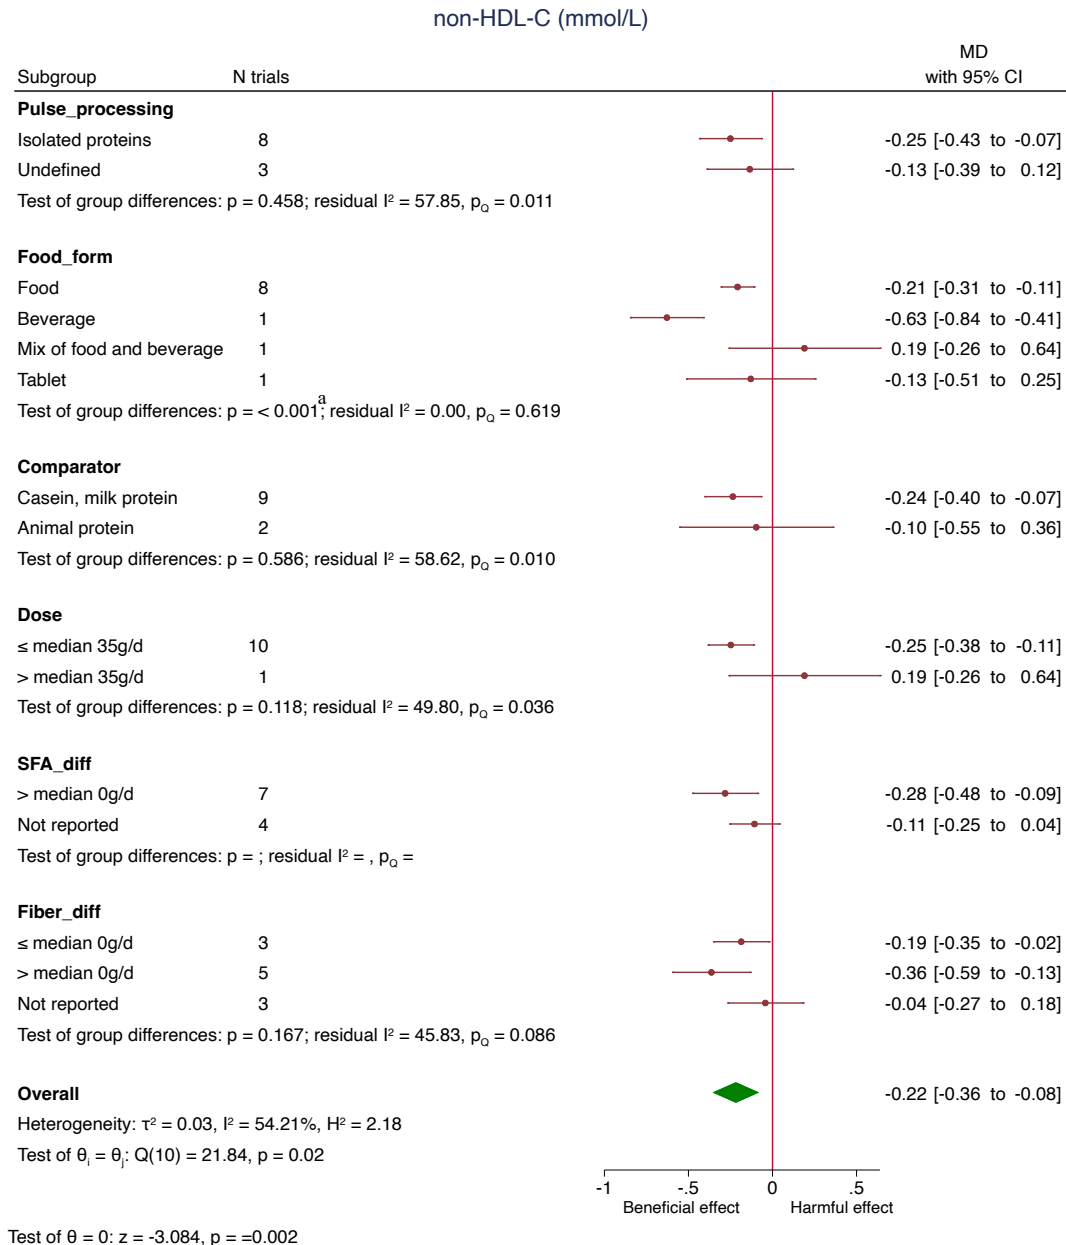 non-HDL-C (mmol/L)
MD
Subgroup N trials with 95% CI
Pulse_processing
Isolated proteins 8 -0.25 [-0.43 to -0.07]
Undefined 3 -0.13 [-0.39 to 0.12]
Test of group differences: p = 0.458; residual I² = 57.85, p_Q = 0.011
Food_form
Food 8 -0.21 [-0.31 to -0.11]
Beverage 1 -0.63 [-0.84 to -0.41]
Mix of food and beverage 1 0.19 [-0.26 to 0.64]
Tablet 1 -0.13 [-0.51 to 0.25]
Test of group differences: p = < 0.001ª; residual I² = 0.00, p_Q = 0.619
Comparator
Casein, milk protein 9 -0.24 [-0.40 to -0.07]
Animal protein 2 -0.10 [-0.55 to 0.36]
Test of group differences: p = 0.586; residual I² = 58.62, p_Q = 0.010
Dose
≤ median 35g/d 10 -0.25 [-0.38 to -0.11]
> median 35g/d 1 0.19 [-0.26 to 0.64]
Test of group differences: p = 0.118; residual I² = 49.80, p_Q = 0.036
SFA_diff
> median 0g/d 7 -0.28 [-0.48 to -0.09]
Not reported 4 -0.11 [-0.25 to 0.04]
Test of group differences: p = ; residual I² = , p_Q =
Fiber_diff
≤ median 0g/d 3 -0.19 [-0.35 to -0.02]
> median 0g/d 5 -0.36 [-0.59 to -0.13]
Not reported 3 -0.04 [-0.27 to 0.18]
Test of group differences: p = 0.167; residual I² = 45.83, p_Q = 0.086
Overall -0.22 [-0.36 to -0.08]
Heterogeneity: τ² = 0.03, I² = 54.21%, H² = 2.18
Test of θᵢ = θⱼ: Q(10) = 21.84, p = 0.02
-1 -.5 0 .5
Beneficial effect Harmful effect
Test of θ = 0: z = -3.084, p = =0.002